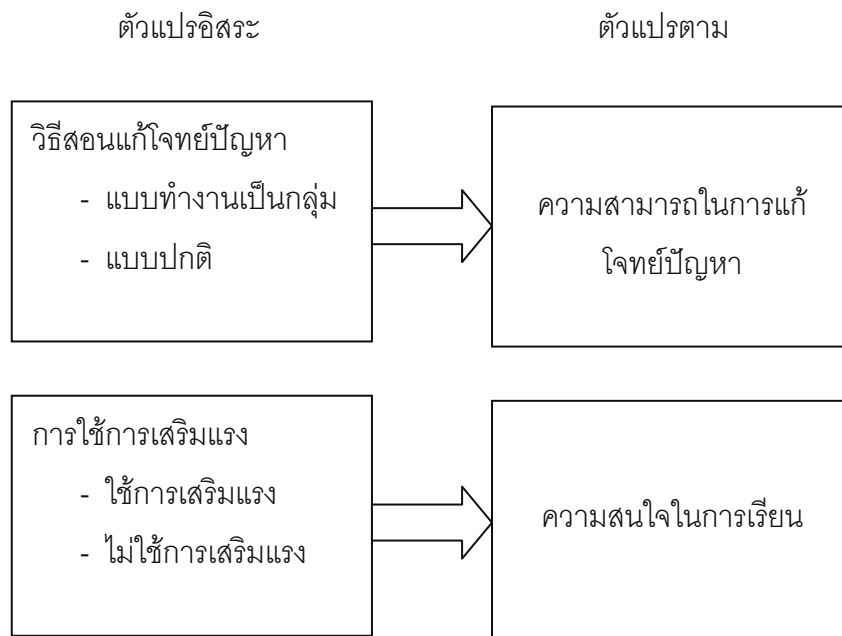 ตัวแปรอิสระ
ตัวแปรตาม
วิธีสอนแก้โจทย์ปัญหา
- แบบทำงานเป็นกลุ่ม
- แบบปกติ
ความสามารถในการแก้
โจทย์ปัญหา
การใช้การเสริมแรง
- ใช้การเสริมแรง
- ไม่ใช้การเสริมแรง
ความสนใจในการเรียน